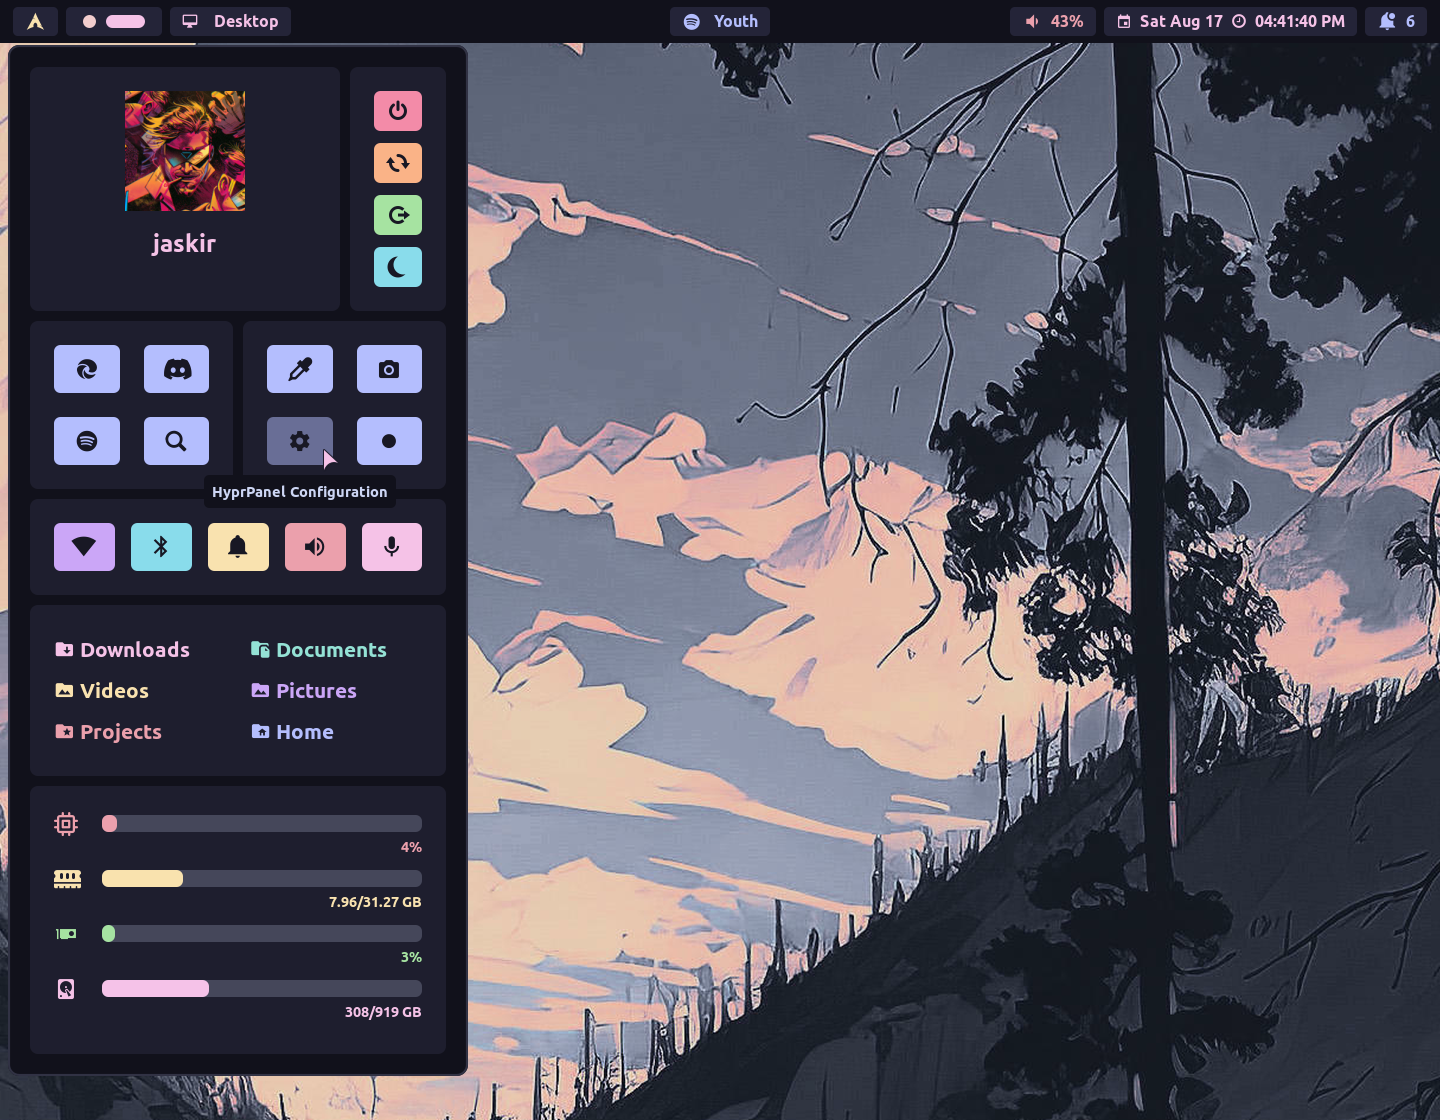 Desktop
Youth
43%
Sat Aug 17 04:41:40 PM
6
jaskir
HyprPanel Configuration
Downloads Documents
Videos Pictures
Projects Home
4%
7.96/31.27 GB
3%
308/919 GB